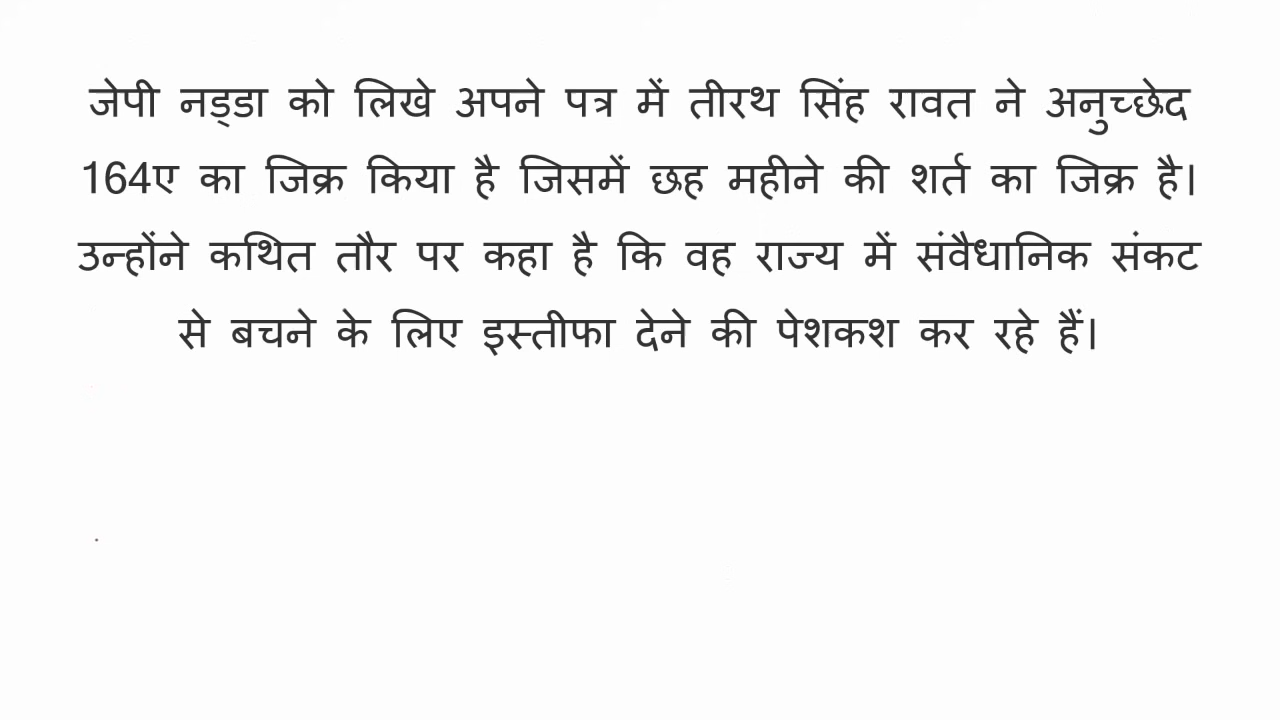 जेपी नड्डा को लिखे अपने पत्र में तीरथ सिंह रावत ने अनुच्छेद
164ए का जिक्र किया है जिसमें छह महीने की शर्त का जिक्र है।
उन्होंने कथित तौर पर कहा है कि वह राज्य में संवैधानिक संकट
से बचने के लिए इस्तीफा देने की पेशकश कर रहे हैं।